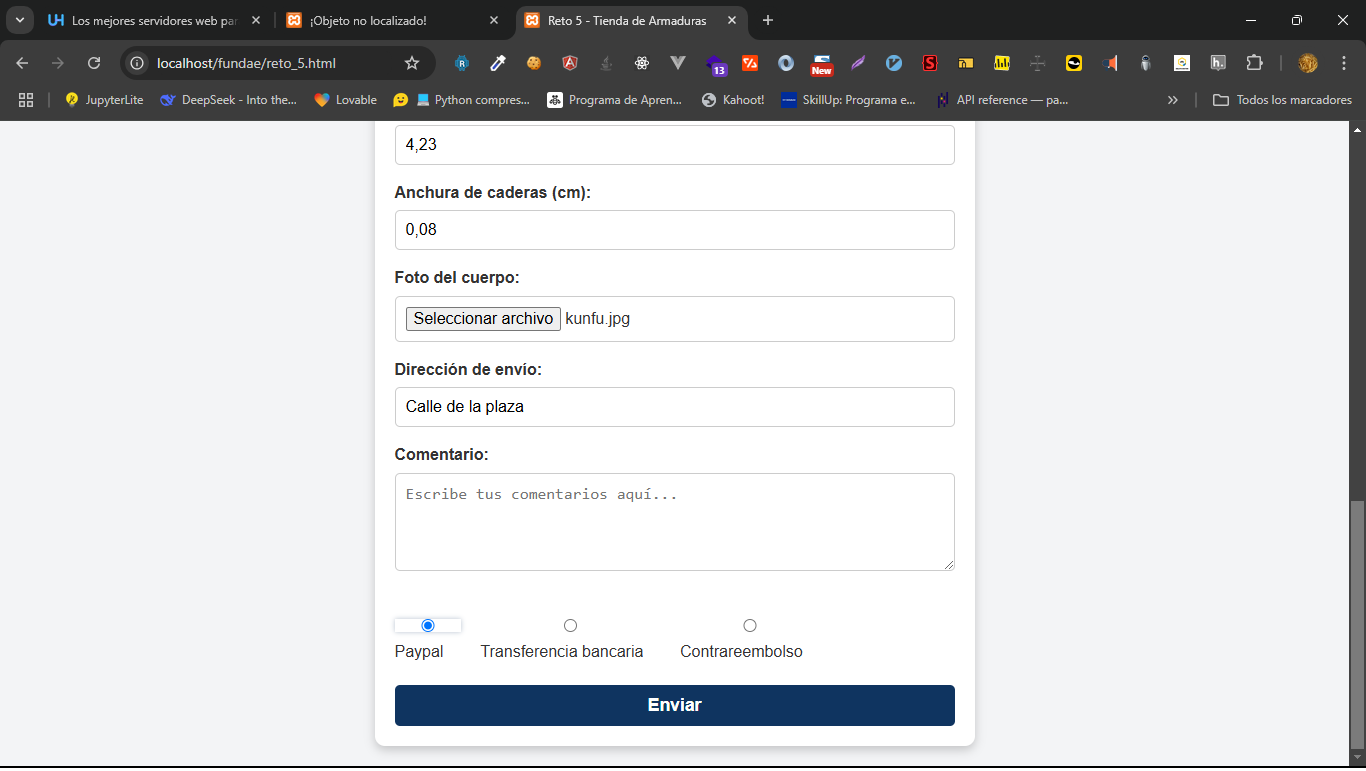 Los mejores servidores web par
¡Objeto no localizado!
Reto 5 - Tienda de Armaduras
localhost/fundae/reto_5.html
13
New
JupyterLite
DeepSeek - Into the...
Lovable
Python compres...
Programa de Apren...
Kahoot!
SkillUp: Programa e...
API reference — pa...
Todos los marcadores
4,23
Anchura de caderas (cm):
0,08
Foto del cuerpo:
Seleccionar archivo kunfu.jpg
Dirección de envío:
Calle de la plaza
Comentario:
Escribe tus comentarios aquí...
Paypal Transferencia bancaria Contrareembolso
Enviar